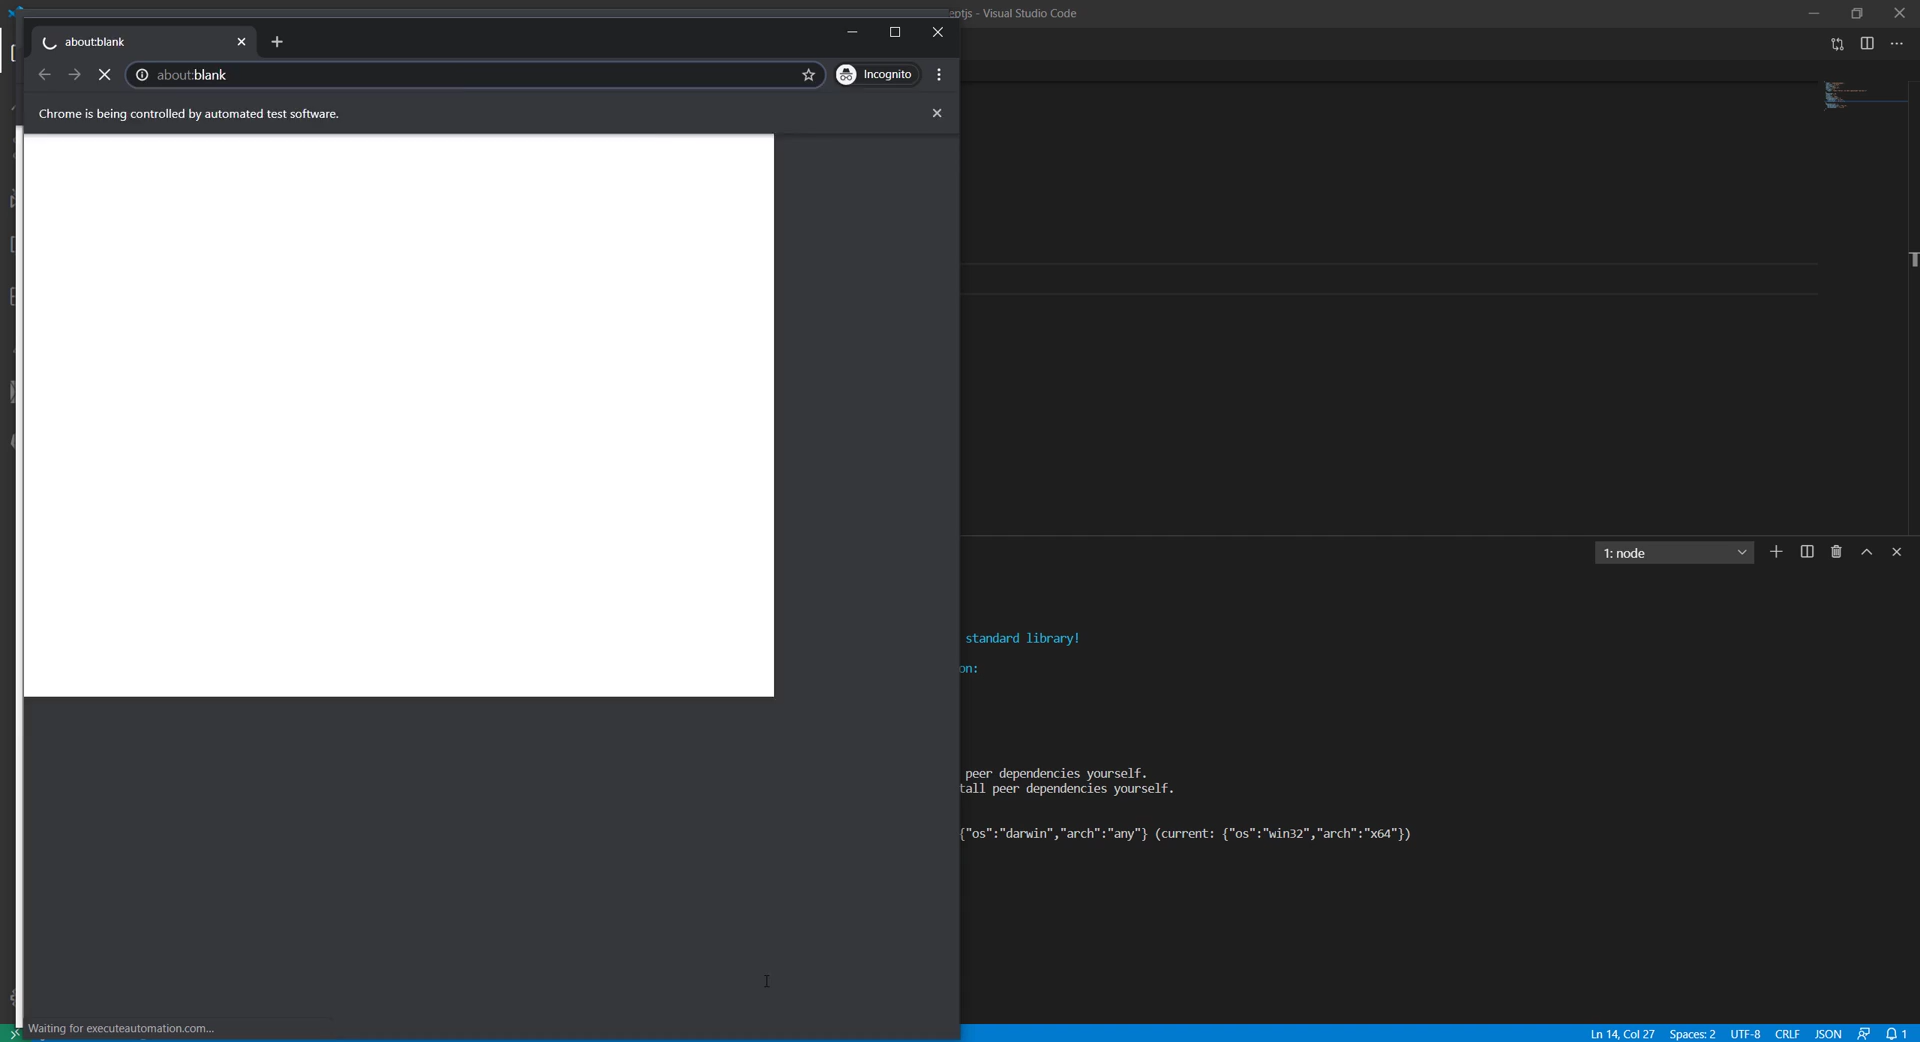 eptjs - Visual Studio Code
about:blank
about:blank
Incognito
Chrome is being controlled by automated test software.
1: node
standard library!
on:
peer dependencies yourself.
tall peer dependencies yourself.
{"os":"darwin","arch":"any"} (current: {"os":"win32","arch":"x64"})
Waiting for executeautomation.com...
Ln 14, Col 27 Spaces: 2 UTF-8 CRLF JSON 1